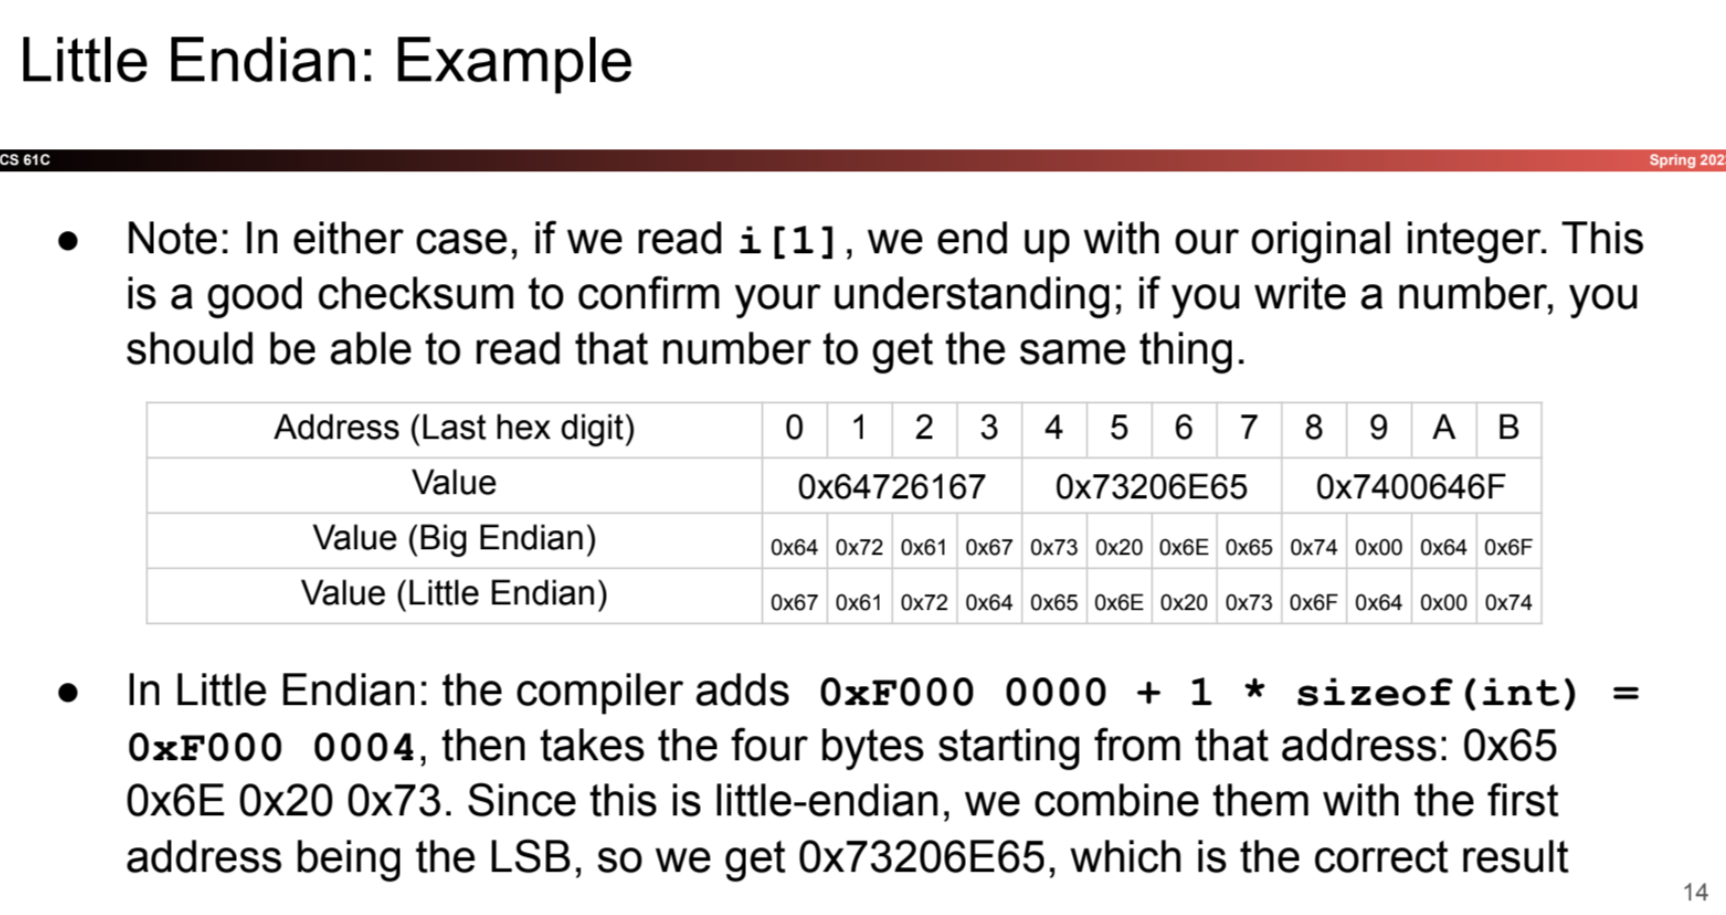 Little Endian: Example
CS 61C
Spring 202
● Note: In either case, if we read i[1], we end up with our original integer. This
is a good checksum to confirm your understanding; if you write a number, you
should be able to read that number to get the same thing.
Address (Last hex digit) 0 1 2 3 4 5 6 7 8 9 A B
Value 0x64726167 0x73206E65 0x7400646F
Value (Big Endian) 0x64 0x72 0x61 0x67 0x73 0x20 0x6E 0x65 0x74 0x00 0x64 0x6F
Value (Little Endian) 0x67 0x61 0x72 0x64 0x65 0x6E 0x20 0x73 0x6F 0x64 0x00 0x74
● In Little Endian: the compiler adds 0xF000 0000 + 1 * sizeof(int) =
0xF000 0004, then takes the four bytes starting from that address: 0x65
0x6E 0x20 0x73. Since this is little-endian, we combine them with the first
address being the LSB, so we get 0x73206E65, which is the correct result
14